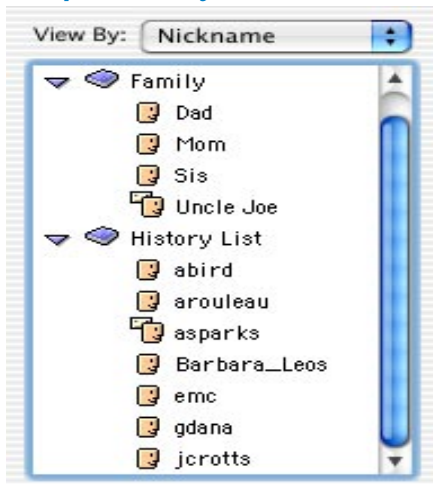 View By: Nickname
Family
Dad
Mom
Sis
Uncle Joe
History List
abird
arouleau
asparks
Barbara_Leos
emc
gdana
jcrotts